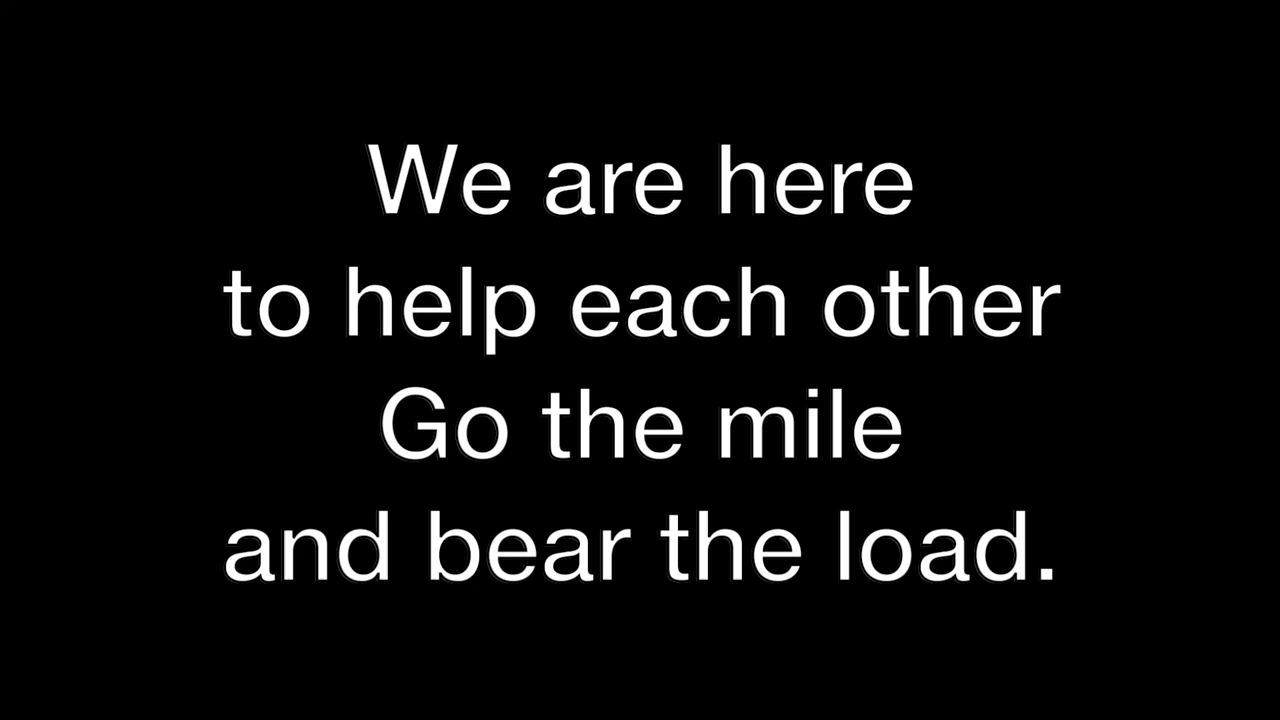 We are here
to help each other
Go the mile
and bear the load.